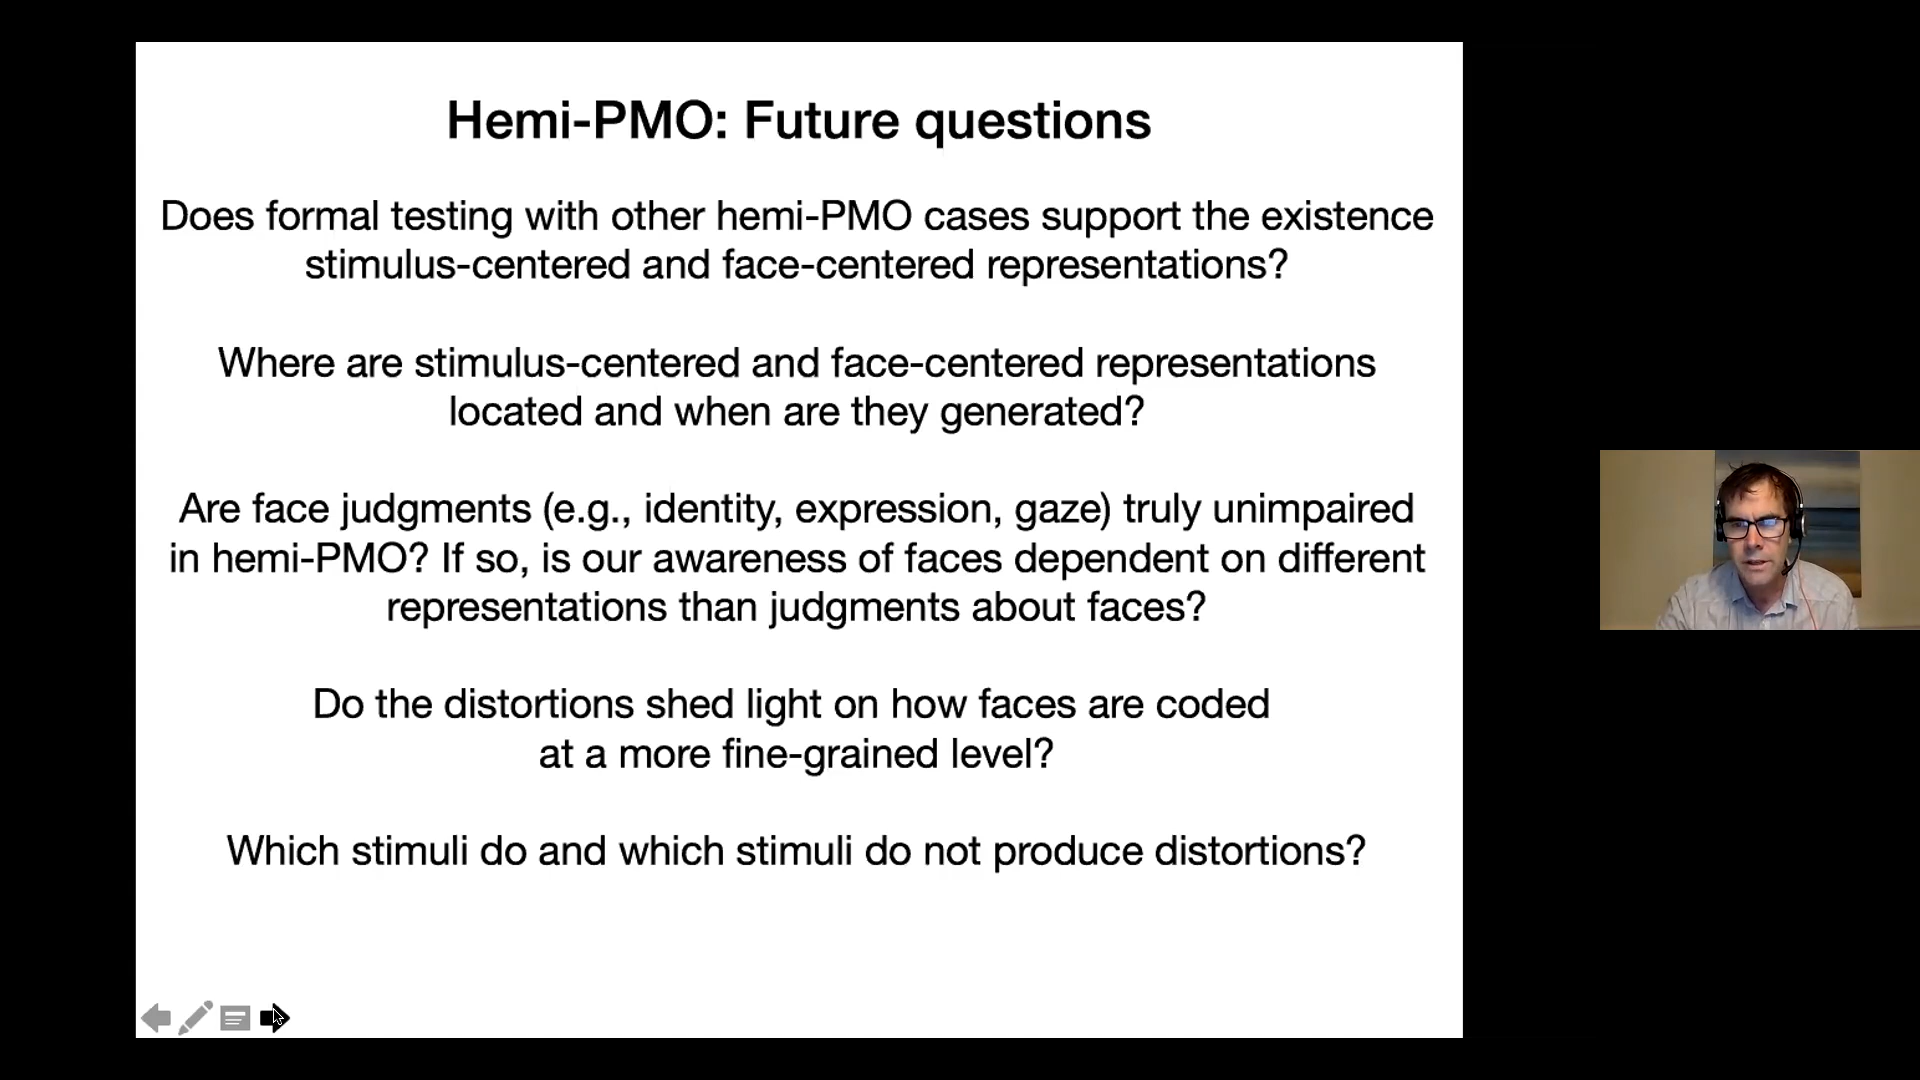 Hemi-PMO: Future questions
Does formal testing with other hemi-PMO cases support the existence
stimulus-centered and face-centered representations?
Where are stimulus-centered and face-centered representations
located and when are they generated?
Are face judgments (e.g., identity, expression, gaze) truly unimpaired
in hemi-PMO? If so, is our awareness of faces dependent on different
representations than judgments about faces?
Do the distortions shed light on how faces are coded
at a more fine-grained level?
Which stimuli do and which stimuli do not produce distortions?